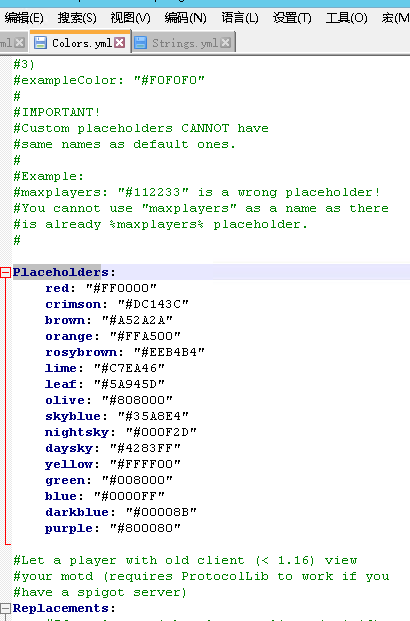 编辑(E) 搜索(S) 视图(V) 编码(N) 语言(L) 设置(T) 工具(O) 宏(M
ml Colors.yml Strings.yml
#3)
#exampleColor: "#F0F0F0"
#
#IMPORTANT!
#Custom placeholders CANNOT have
#same names as default ones.
#
#Example:
#maxplayers: "#112233" is a wrong placeholder!
#You cannot use "maxplayers" as a name as there
#is already %maxplayers% placeholder.
#
Placeholders:
red: "#FF0000"
crimson: "#DC143C"
brown: "#A52A2A"
orange: "#FFA500"
rosybrown: "#EEB4B4"
lime: "#C7EA46"
leaf: "#5A945D"
olive: "#808000"
skyblue: "#35A8E4"
nightsky: "#000F2D"
daysky: "#4283FF"
yellow: "#FFFF00"
green: "#008000"
blue: "#0000FF"
darkblue: "#00008B"
purple: "#800080"
#Let a player with old client (< 1.16) view
#your motd (requires ProtocolLib to work if you
#have a spigot server)
Replacements: